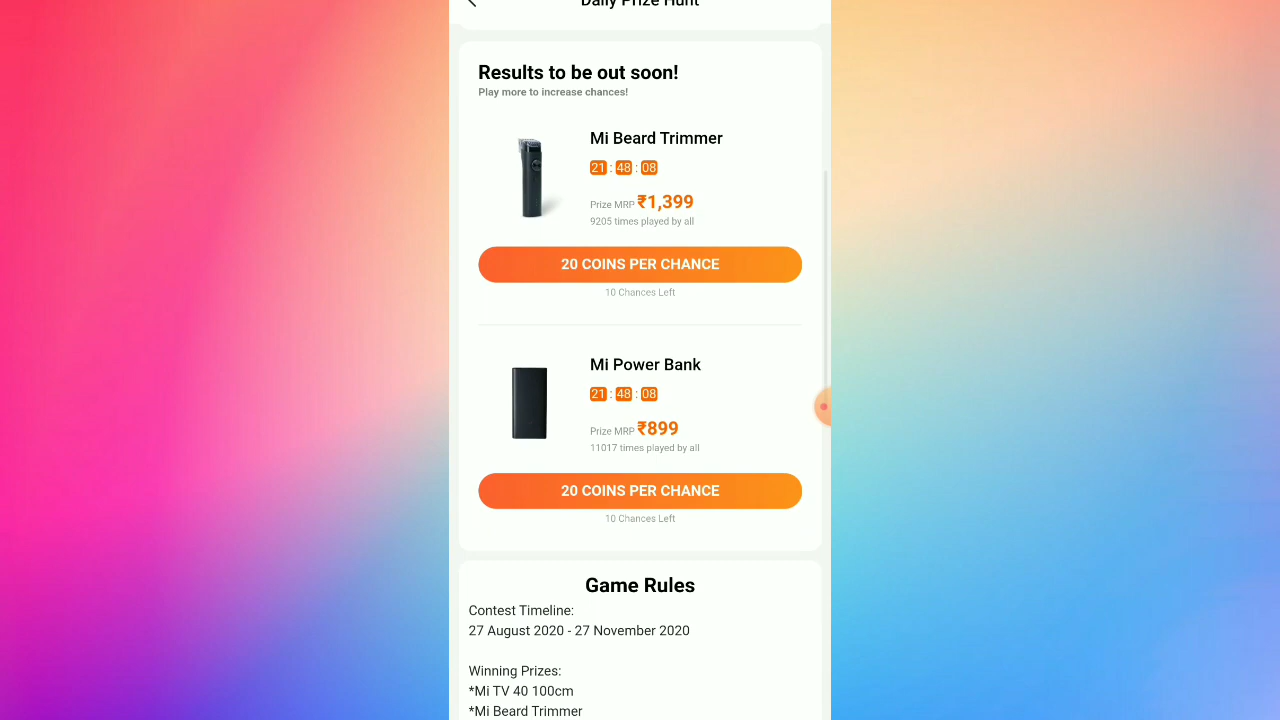 Daily Prize Hunt
Results to be out soon!
Play more to increase chances!
Mi Beard Trimmer
21 : 48 : 08
Prize MRP ₹1,399
9205 times played by all
20 COINS PER CHANCE
10 Chances Left
Mi Power Bank
21 : 48 : 08
Prize MRP ₹899
11017 times played by all
20 COINS PER CHANCE
10 Chances Left
Game Rules
Contest Timeline:
27 August 2020 - 27 November 2020
Winning Prizes:
*Mi TV 40 100cm
*Mi Beard Trimmer